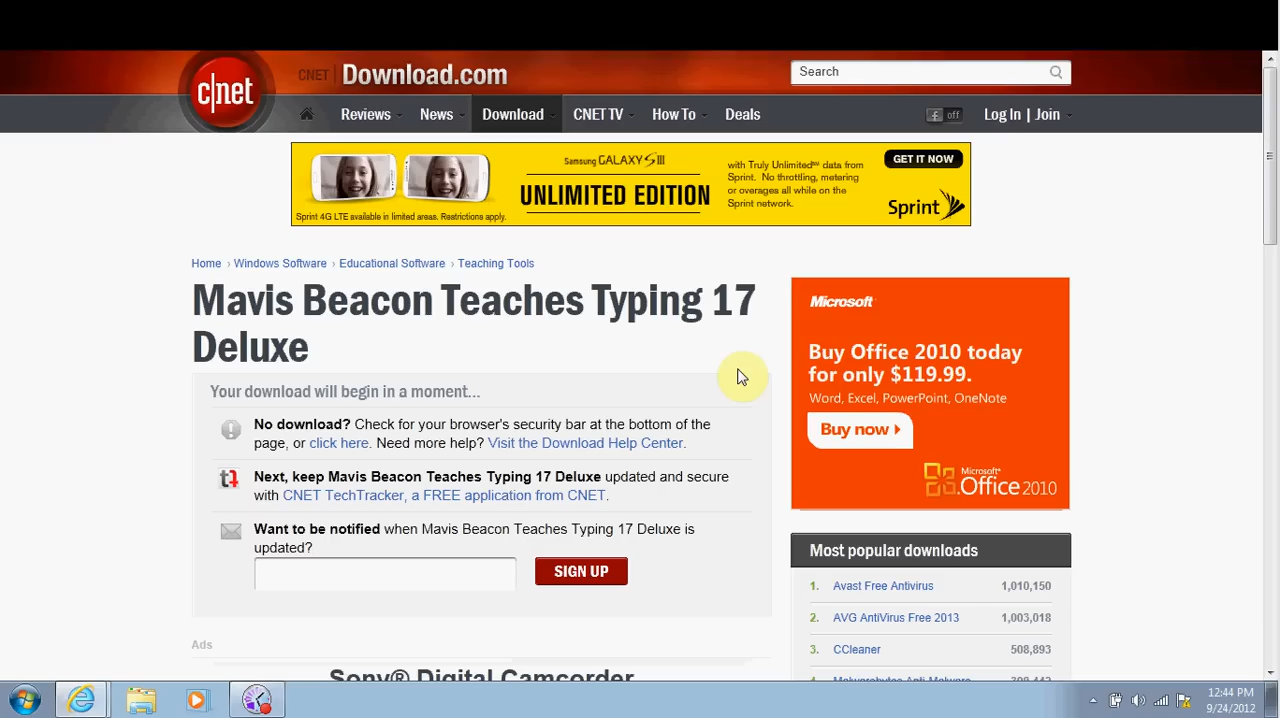 c|net
CNET
Download.com
Search
Reviews
News
Download
CNET TV
How To
Deals
off
Log In | Join
Samsung GALAXY S III
UNLIMITED EDITION
Sprint 4G LTE available in limited areas. Restrictions apply.
with Truly Unlimited℠ data from
Sprint. No throttling, metering
or overages all while on the
Sprint network.
GET IT NOW
Sprint
Home › Windows Software › Educational Software › Teaching Tools
Mavis Beacon Teaches Typing 17
Deluxe
Your download will begin in a moment...
No download? Check for your browser's security bar at the bottom of the
page, or click here. Need more help? Visit the Download Help Center.
Next, keep Mavis Beacon Teaches Typing 17 Deluxe updated and secure
with CNET TechTracker, a FREE application from CNET.
Want to be notified when Mavis Beacon Teaches Typing 17 Deluxe is
updated?
SIGN UP
Ads
Sony® Digital Camcorder
Microsoft
Buy Office 2010 today
for only $119.99.
Word, Excel, PowerPoint, OneNote
Buy now
Microsoft
Office 2010
Most popular downloads
1. Avast Free Antivirus 1,010,150
2. AVG AntiVirus Free 2013 1,003,018
3. CCleaner 508,893
12:44 PM
9/24/2012